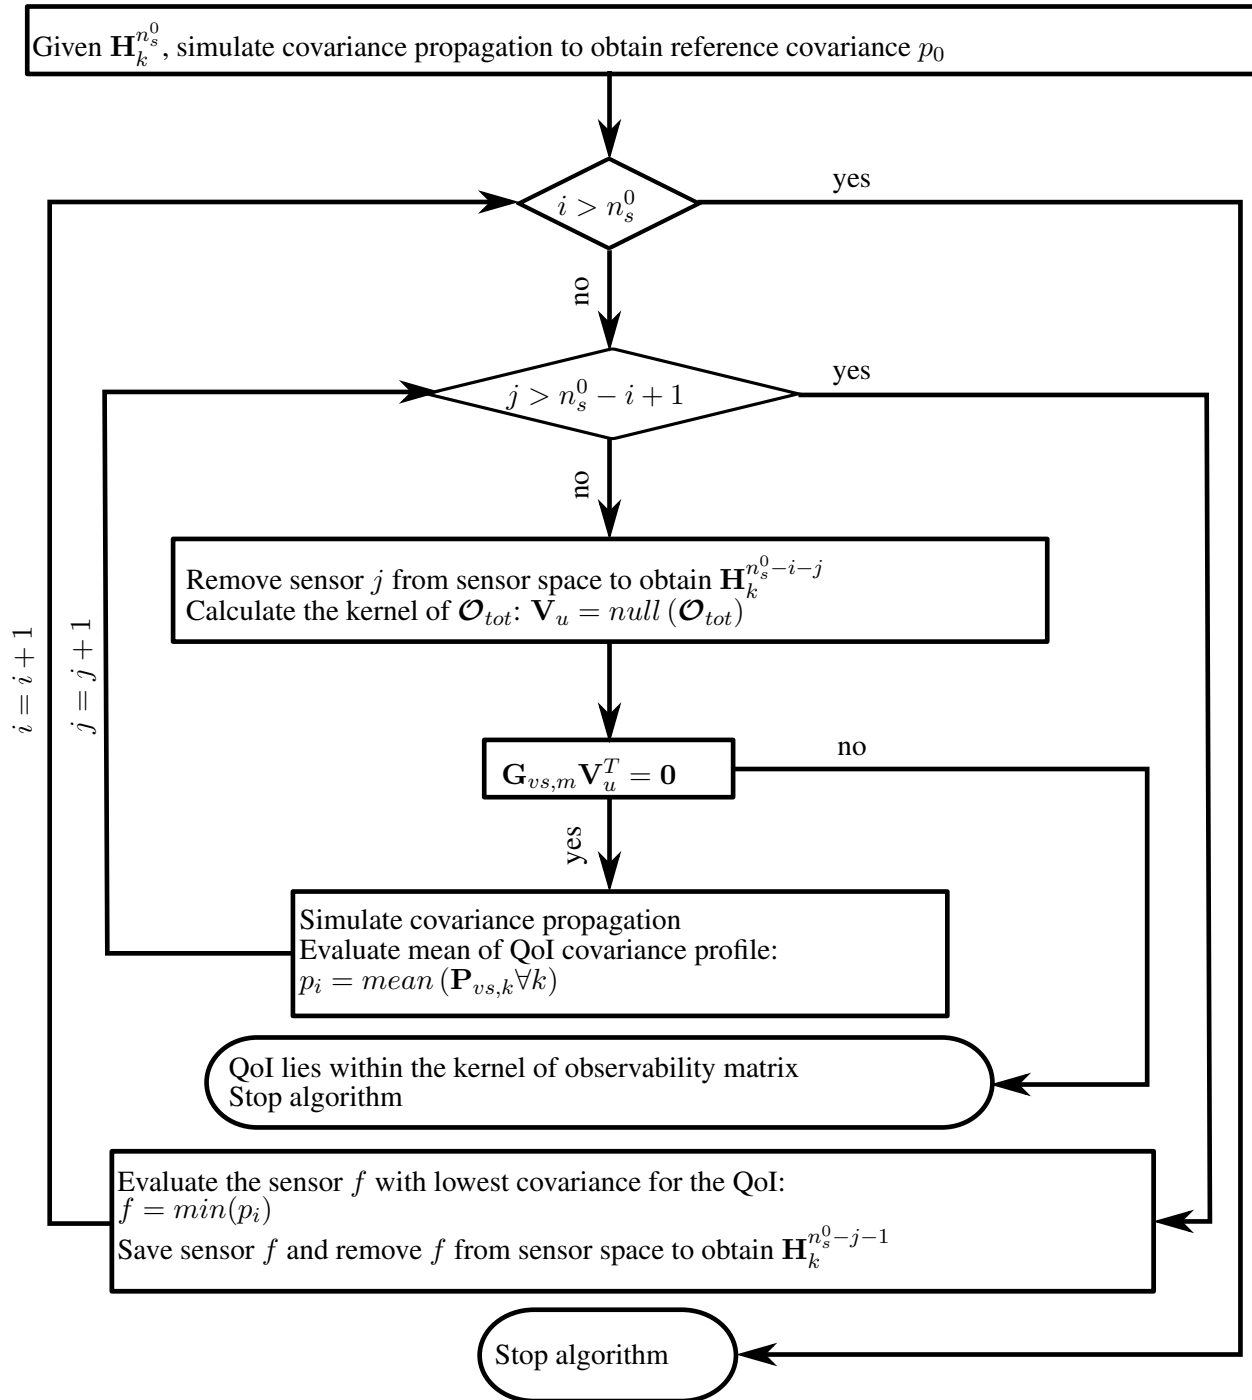 Given $\mathbf{H}_k^{n_s^0}$, simulate covariance propagation to obtain reference covariance $p_0$
yes
$i > n_s^0$
no
yes
$j > n_s^0 - i + 1$
no
Remove sensor $j$ from sensor space to obtain $\mathbf{H}_k^{n_s^0-i-j}$
Calculate the kernel of $\boldsymbol{\mathcal{O}}_{tot}$: $\mathbf{V}_u = null\,(\boldsymbol{\mathcal{O}}_{tot})$
$i = i + 1$
$j = j + 1$
no
$\mathbf{G}_{vs,m}\mathbf{V}_u^T = \mathbf{0}$
yes
Simulate covariance propagation
Evaluate mean of QoI covariance profile:
$p_i = mean\,(\mathbf{P}_{vs,k} \forall k)$
QoI lies within the kernel of observability matrix
Stop algorithm
Evaluate the sensor $f$ with lowest covariance for the QoI:
$f = min(p_i)$
Save sensor $f$ and remove $f$ from sensor space to obtain $\mathbf{H}_k^{n_s^0-j-1}$
Stop algorithm